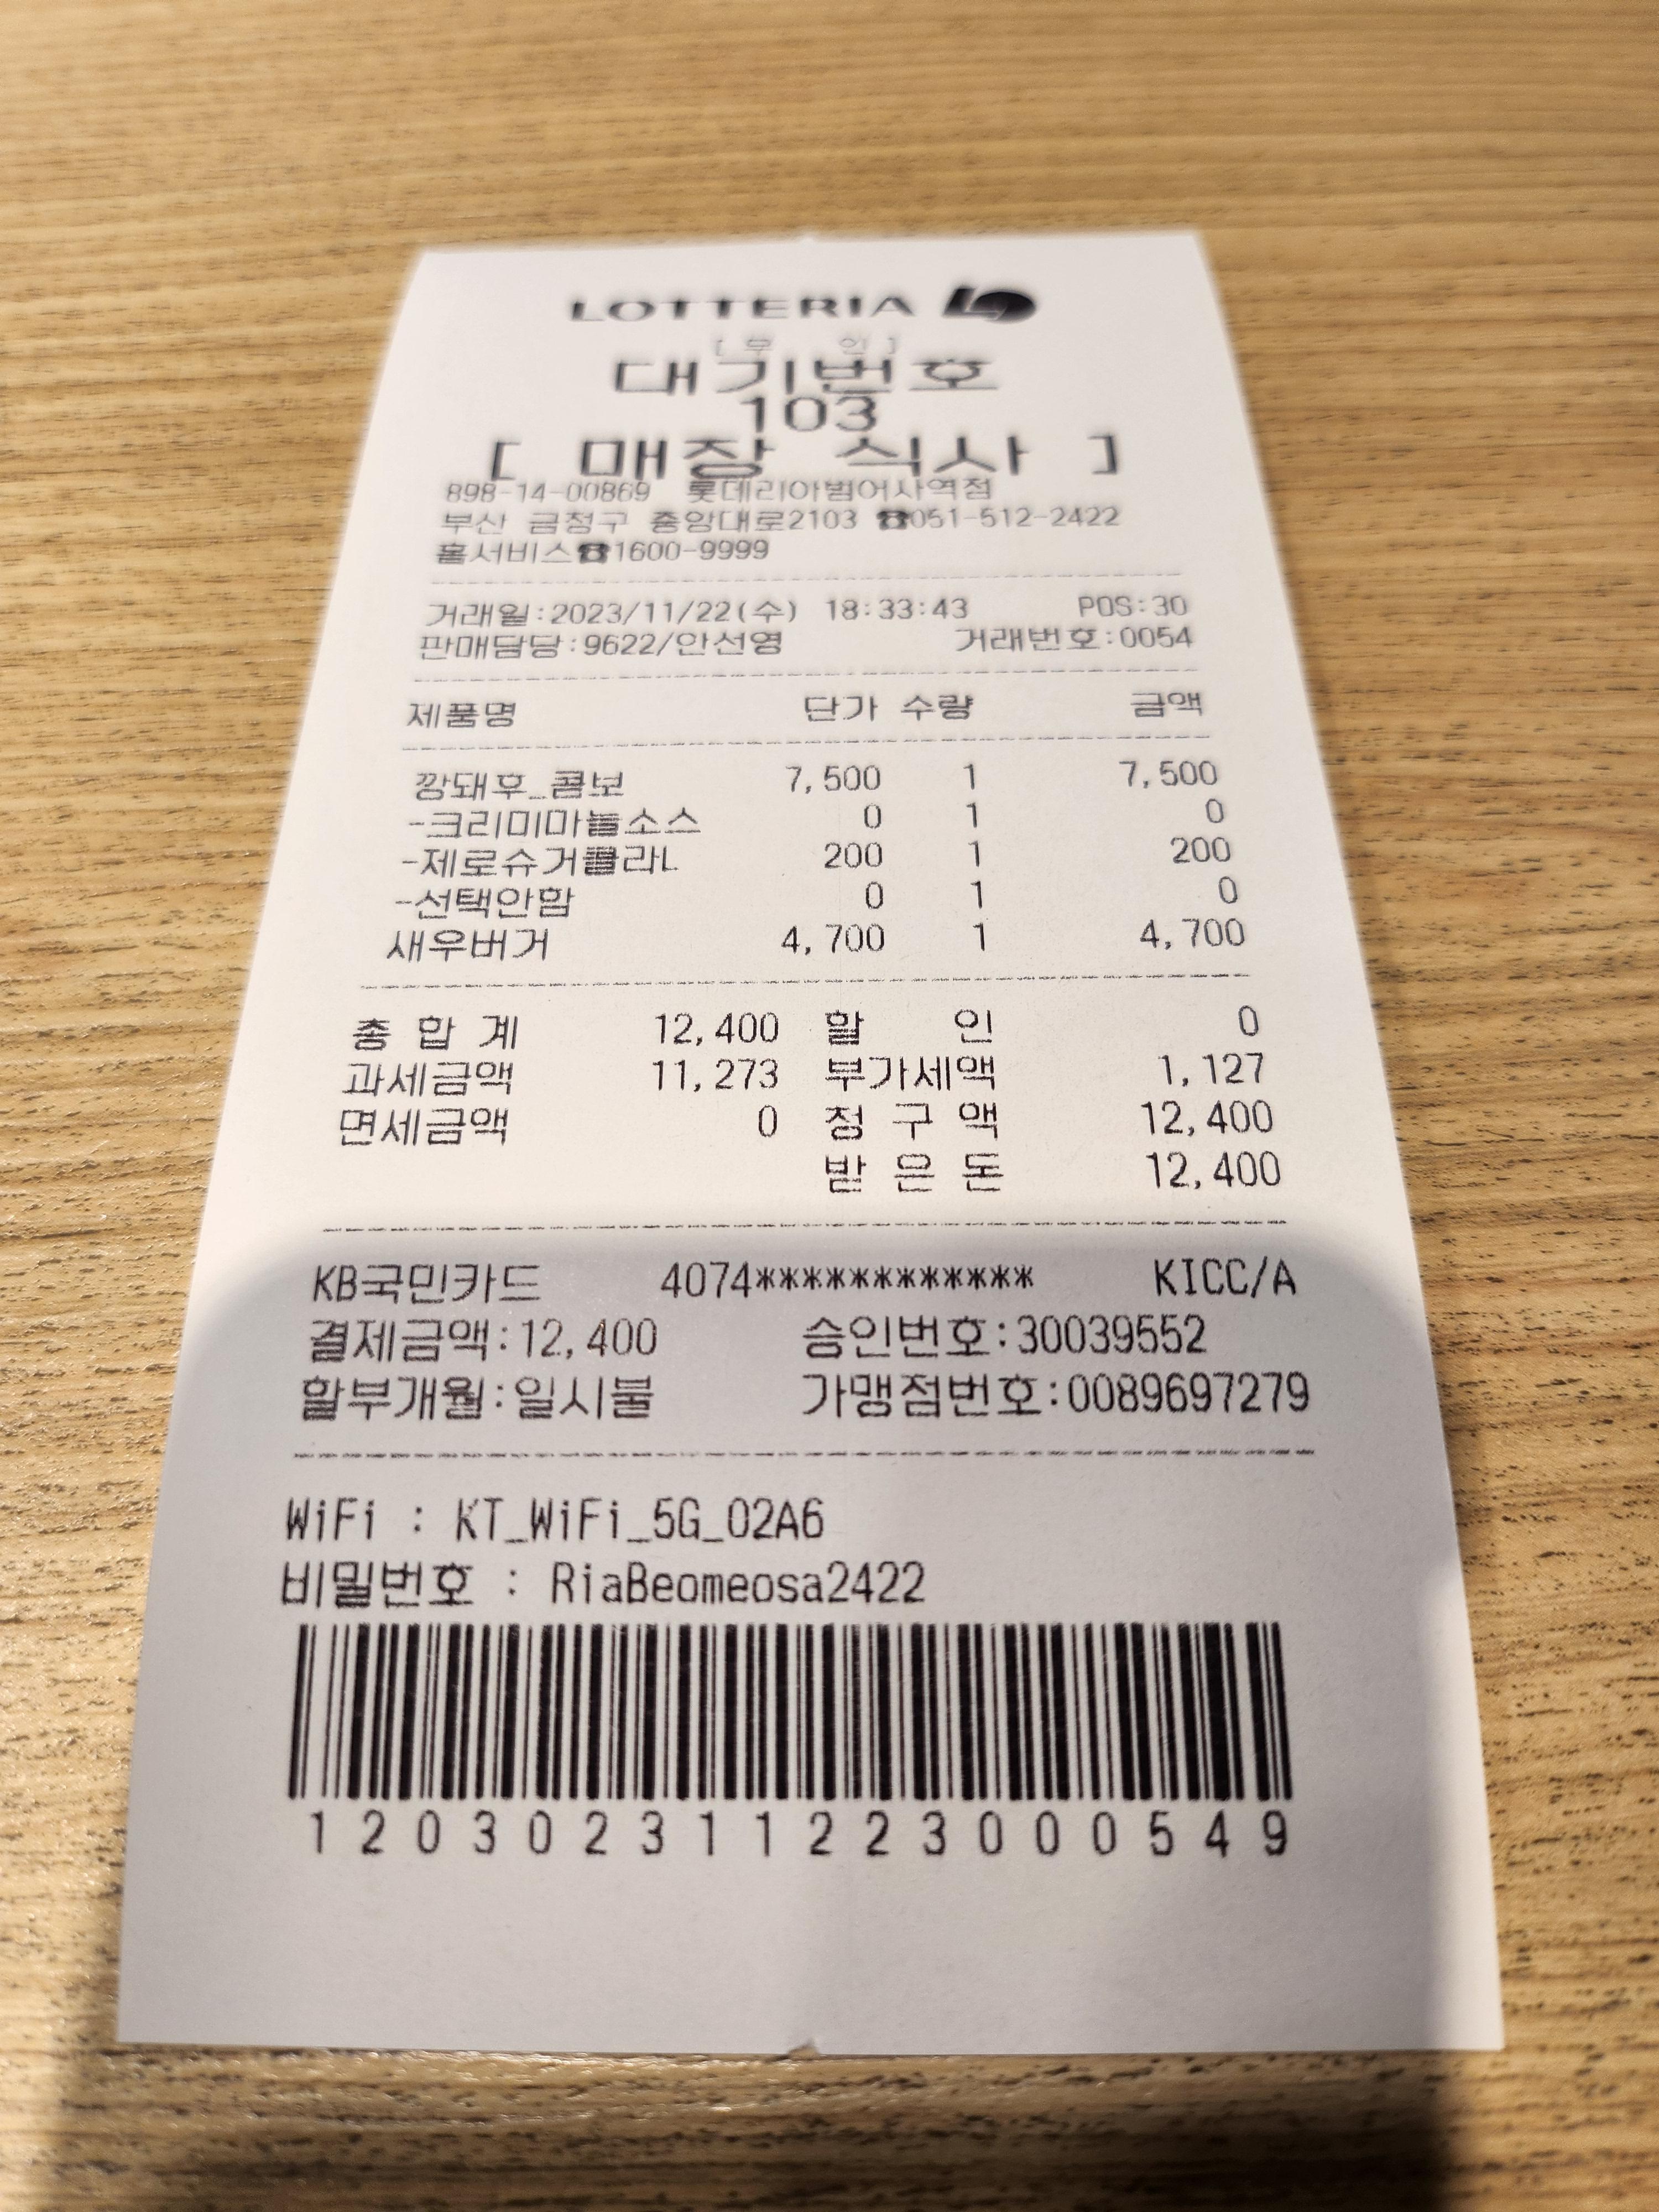 LOTTERIA
[ 무 인 ]
대기번호
103
[ 매장 식사 ]
898-14-00869 롯데리아범어사역점
부산 금정구 중앙대로2103 ☎051-512-2422
홈서비스☎1600-9999
거래일:2023/11/22(수) 18:33:43 POS:30
판매담당:9622/안선영 거래번호:0054
제품명 단가 수량 금액
깡돼후_콤보 7,500 1 7,500
-크리미마늘소스 0 1 0
-제로슈거콜라L 200 1 200
-선택안함 0 1 0
새우버거 4,700 1 4,700
총 합 계 12,400 할 인 0
과세금액 11,273 부가세액 1,127
면세금액 0 청 구 액 12,400
받 은 돈 12,400
KB국민카드 4074************ KICC/A
결제금액:12,400 승인번호:30039552
할부개월:일시불 가맹점번호:0089697279
WiFi : KT_WiFi_5G_02A6
비밀번호 : RiaBeomeosa2422
120302311223000549